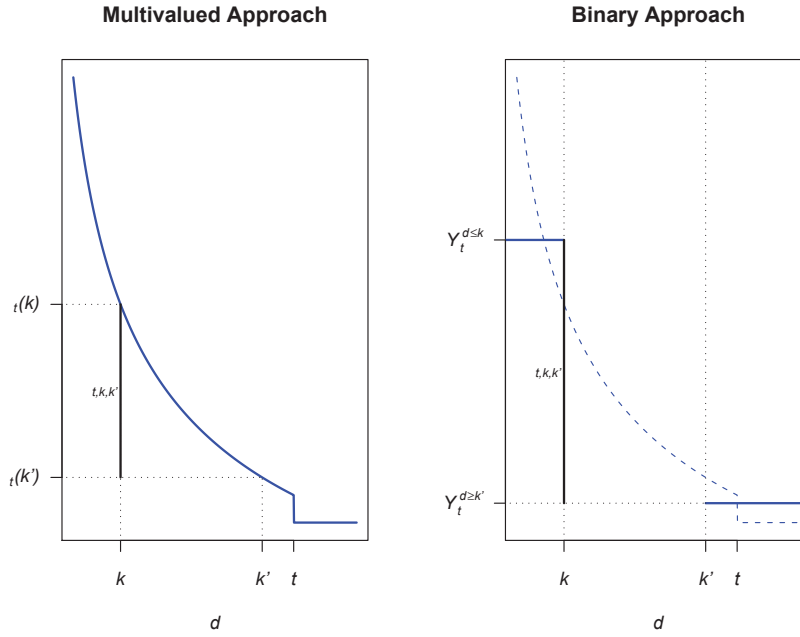 Multivalued Approach
t(k)
t,k,k'
t(k')
k k' t
d
Binary Approach
Y_t^{d≤k}
t,k,k'
Y_t^{d≥k'}
k k' t
d